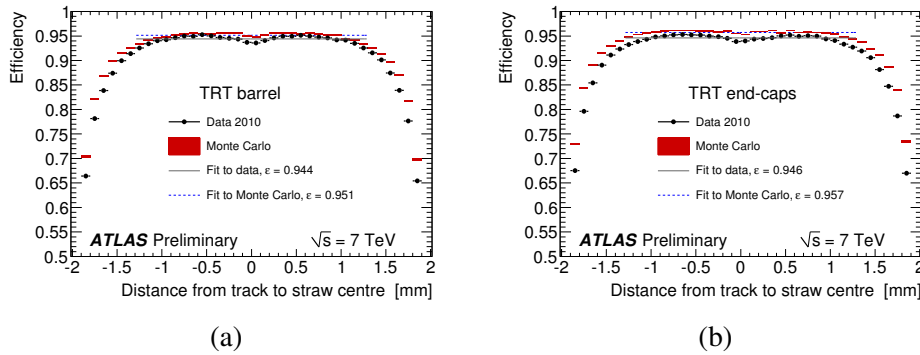 Efficiency
1
0.95
0.9
0.85
0.8
0.75
0.7
0.65
0.6
0.55
0.5
TRT barrel
Data 2010
Monte Carlo
Fit to data, ε = 0.944
Fit to Monte Carlo, ε = 0.951
ATLAS Preliminary
√s = 7 TeV
-2 -1.5 -1 -0.5 0 0.5 1 1.5 2
Distance from track to straw centre [mm]
(a)
Efficiency
1
0.95
0.9
0.85
0.8
0.75
0.7
0.65
0.6
0.55
0.5
TRT end-caps
Data 2010
Monte Carlo
Fit to data, ε = 0.946
Fit to Monte Carlo, ε = 0.957
ATLAS Preliminary
√s = 7 TeV
-2 -1.5 -1 -0.5 0 0.5 1 1.5 2
Distance from track to straw centre [mm]
(b)